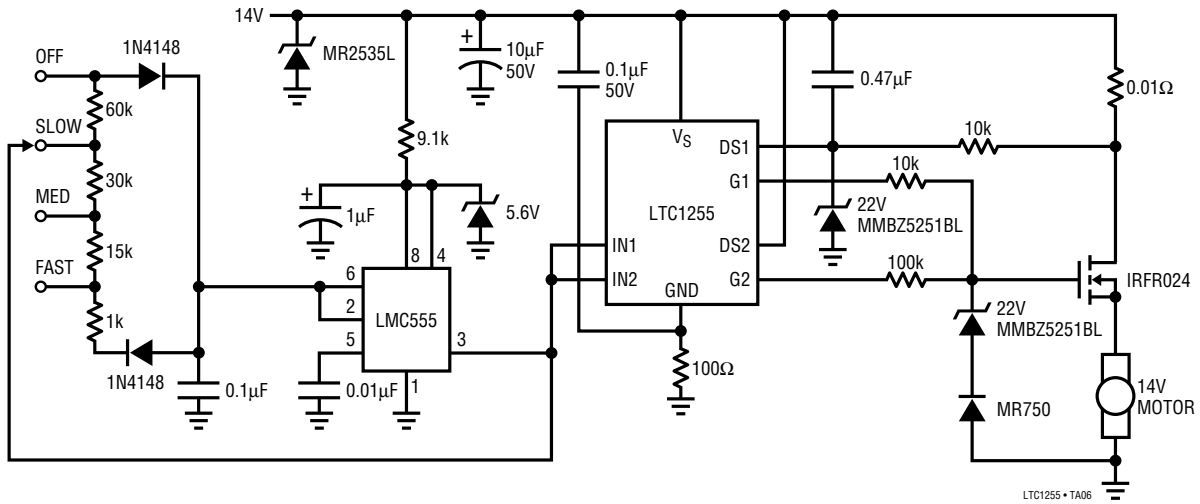 14V
OFF
1N4148
60k
SLOW
30k
MED
15k
FAST
1k
1N4148
0.1µF
MR2535L
9.1k
+
1µF
5.6V
8
4
6
2
5
LMC555
3
1
0.01µF
+
10µF
50V
0.1µF
50V
VS
LTC1255
DS1
G1
DS2
G2
IN1
IN2
GND
100Ω
0.47µF
10k
10k
100k
22V
MMBZ5251BL
0.01Ω
IRFR024
22V
MMBZ5251BL
MR750
14V
MOTOR
LTC1255 • TA06